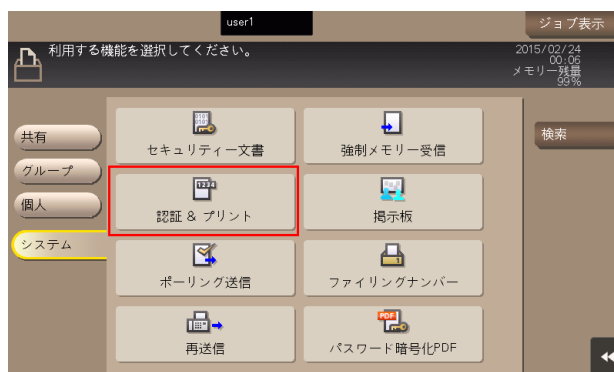 user1
ジョブ表示
利用する機能を選択してください。
2015/02/24
00:06
メモリー残量
99%
共有
グループ
個人
システム
セキュリティー文書
強制メモリー受信
認証 & プリント
掲示板
ポーリング送信
ファイリングナンバー
再送信
パスワード暗号化PDF
検索